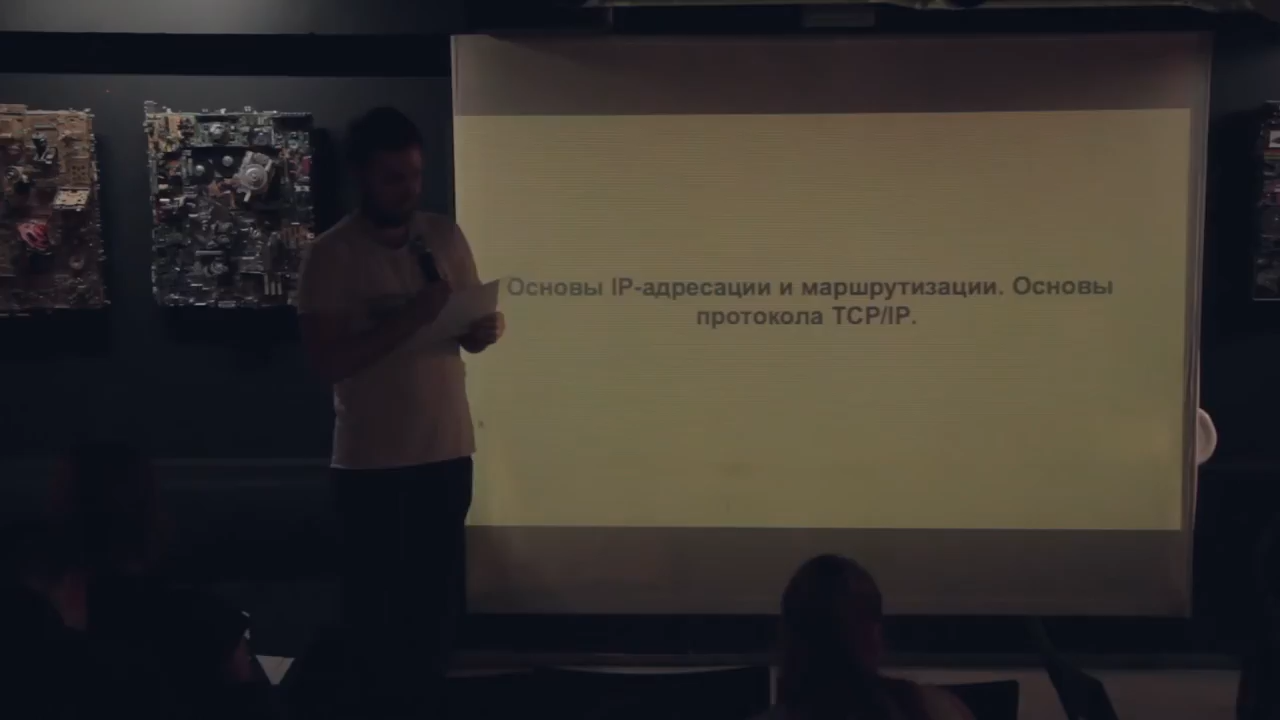 Основы IP-адресации и маршрутизации. Основы
протокола TCP/IP.